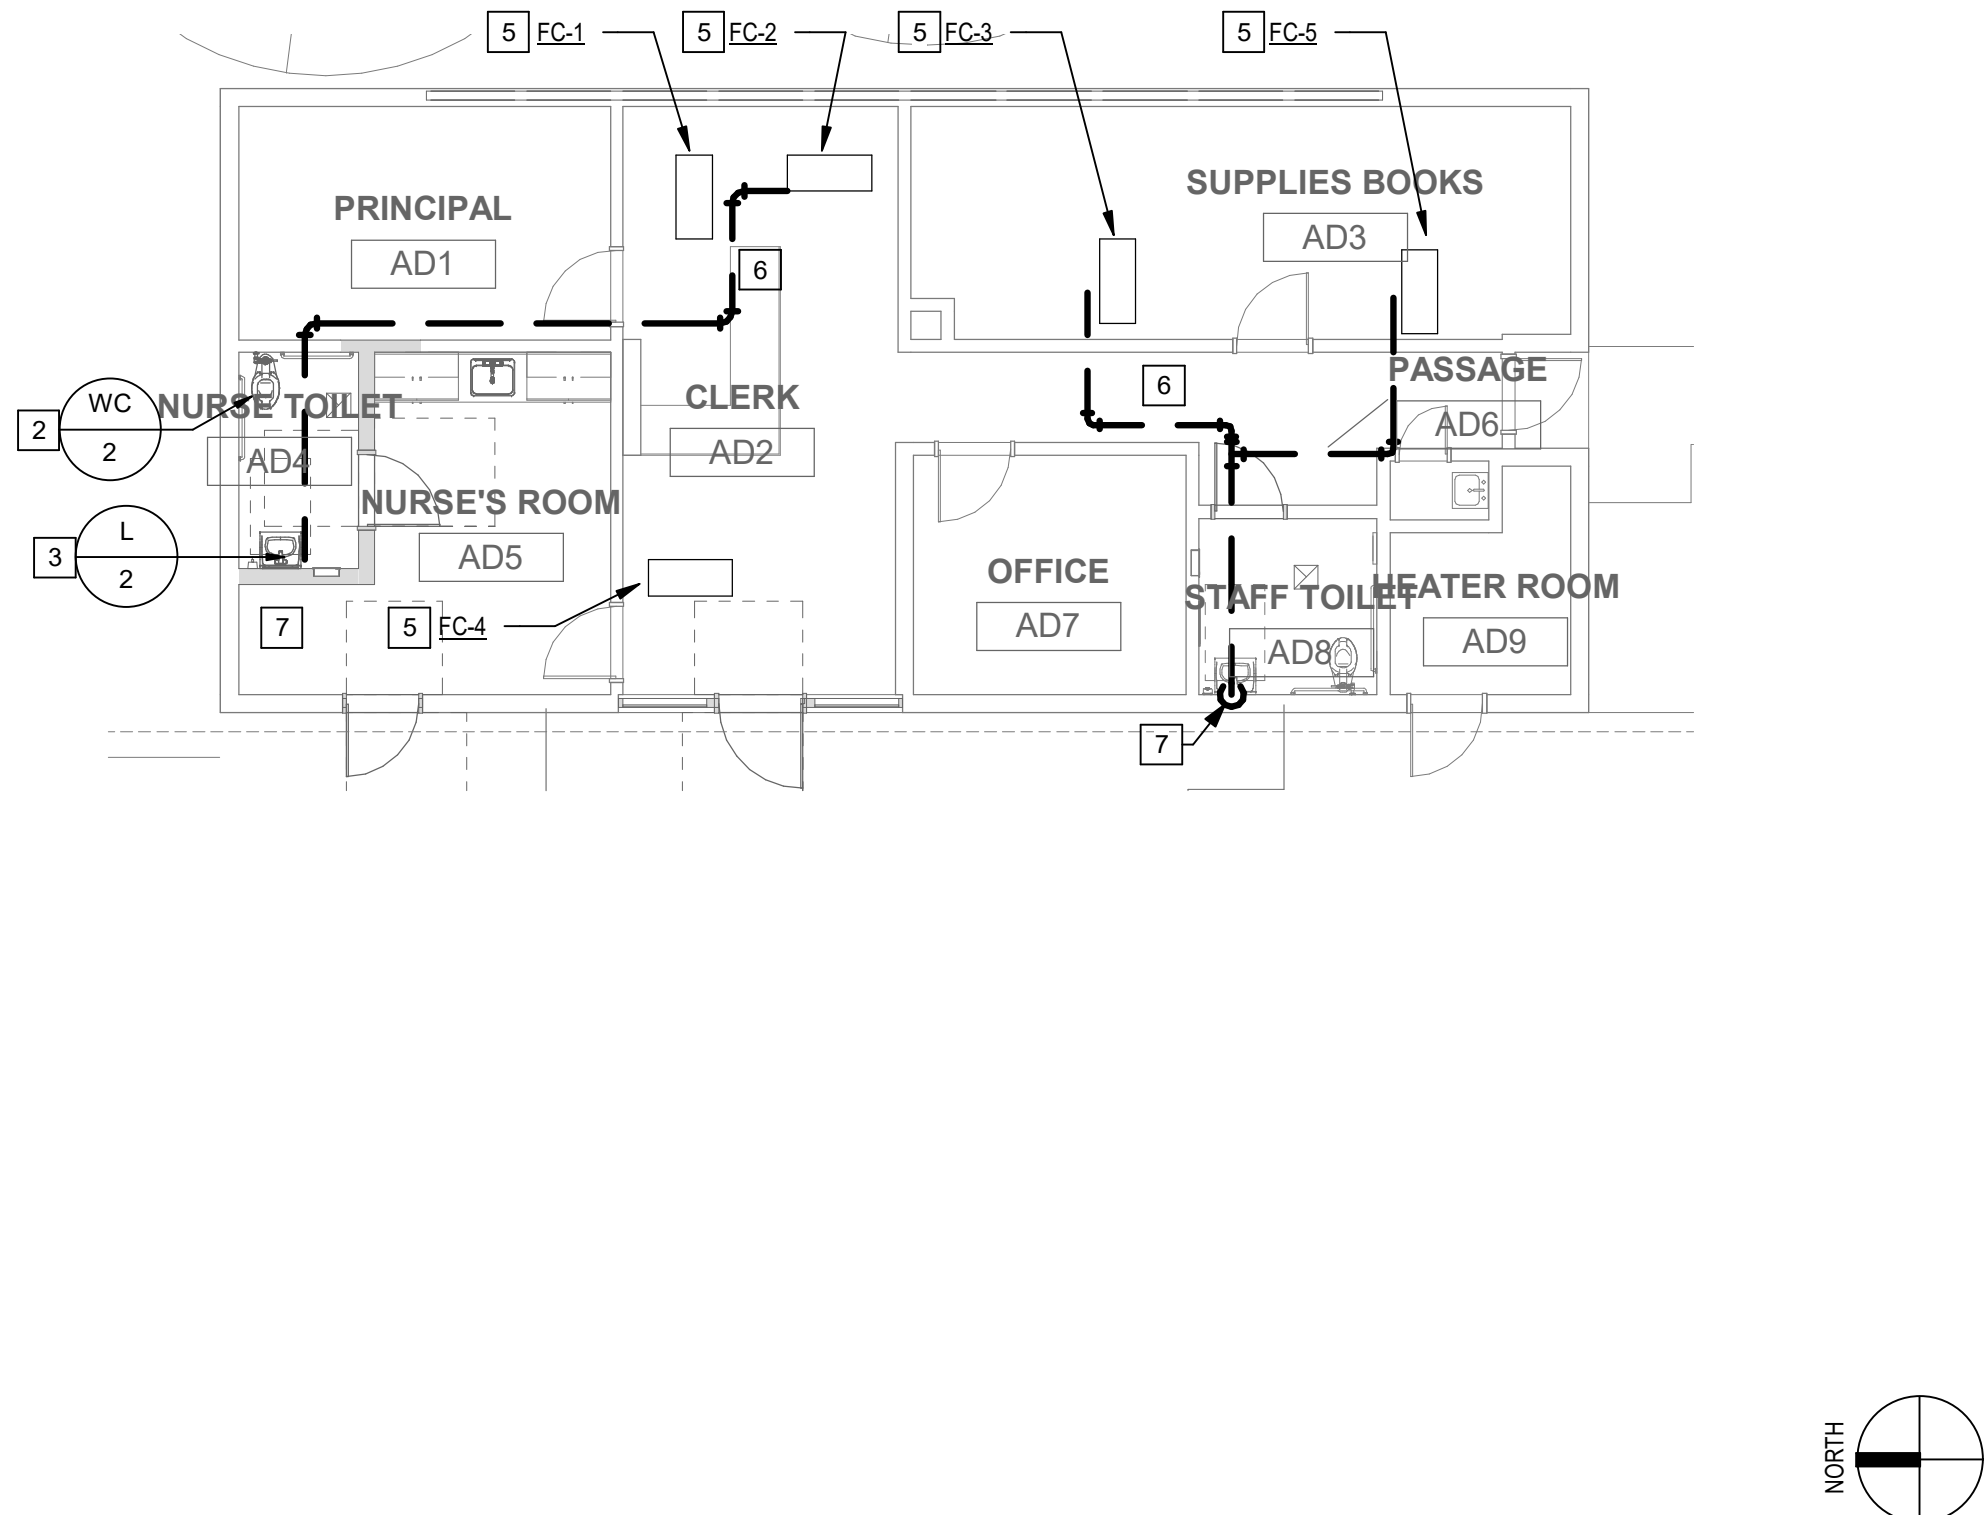 5 FC-1
5 FC-2
5 FC-3
5 FC-5
PRINCIPAL
AD1
SUPPLIES BOOKS
AD3
6
6
WC
2
2
NURSE TOILET
AD4
CLERK
AD2
PASSAGE
AD6
L
3
2
NURSE'S ROOM
AD5
OFFICE
AD7
STAFF TOILET
AD8
HEATER ROOM
AD9
7
5 FC-4
7
NORTH